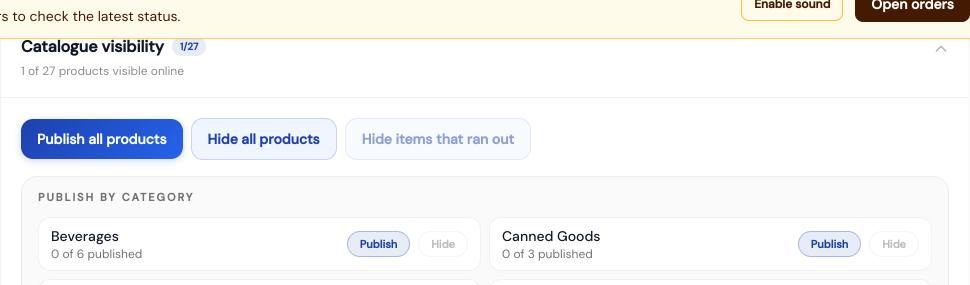 Enable sound
Open orders
rs to check the latest status.
Catalogue visibility 1/27
1 of 27 products visible online
Publish all products Hide all products Hide items that ran out
PUBLISH BY CATEGORY
Beverages
0 of 6 published
Publish Hide
Canned Goods
0 of 3 published
Publish Hide